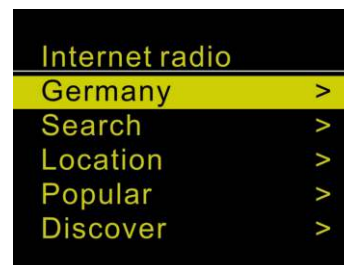 Internet radio
Germany >
Search >
Location >
Popular >
Discover >